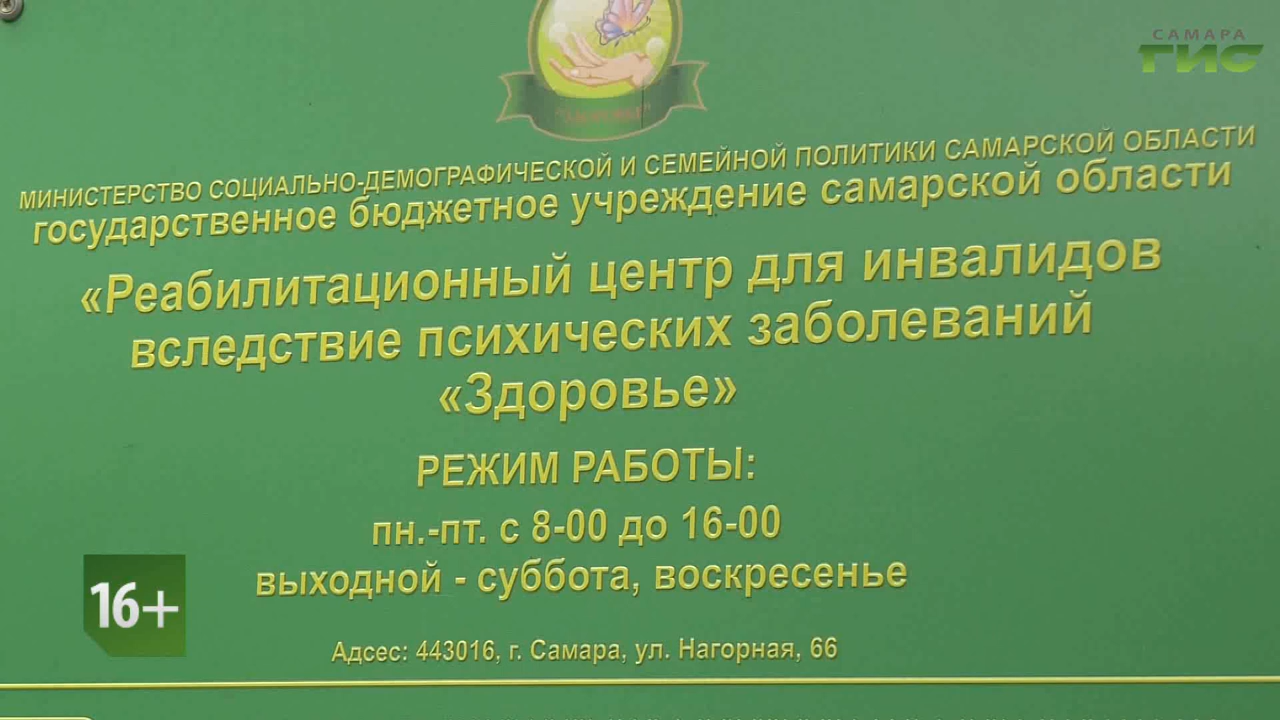 САМАРА
ГИС
МИНИСТЕРСТВО СОЦИАЛЬНО-ДЕМОГРАФИЧЕСКОЙ И СЕМЕЙНОЙ ПОЛИТИКИ САМАРСКОЙ ОБЛАСТИ
государственное бюджетное учреждение самарской области
«Реабилитационный центр для инвалидов
вследствие психических заболеваний
«Здоровье»
РЕЖИМ РАБОТЫ:
пн.-пт. с 8-00 до 16-00
выходной - суббота, воскресенье
16+
Адсес: 443016, г. Самара, ул. Нагорная, 66